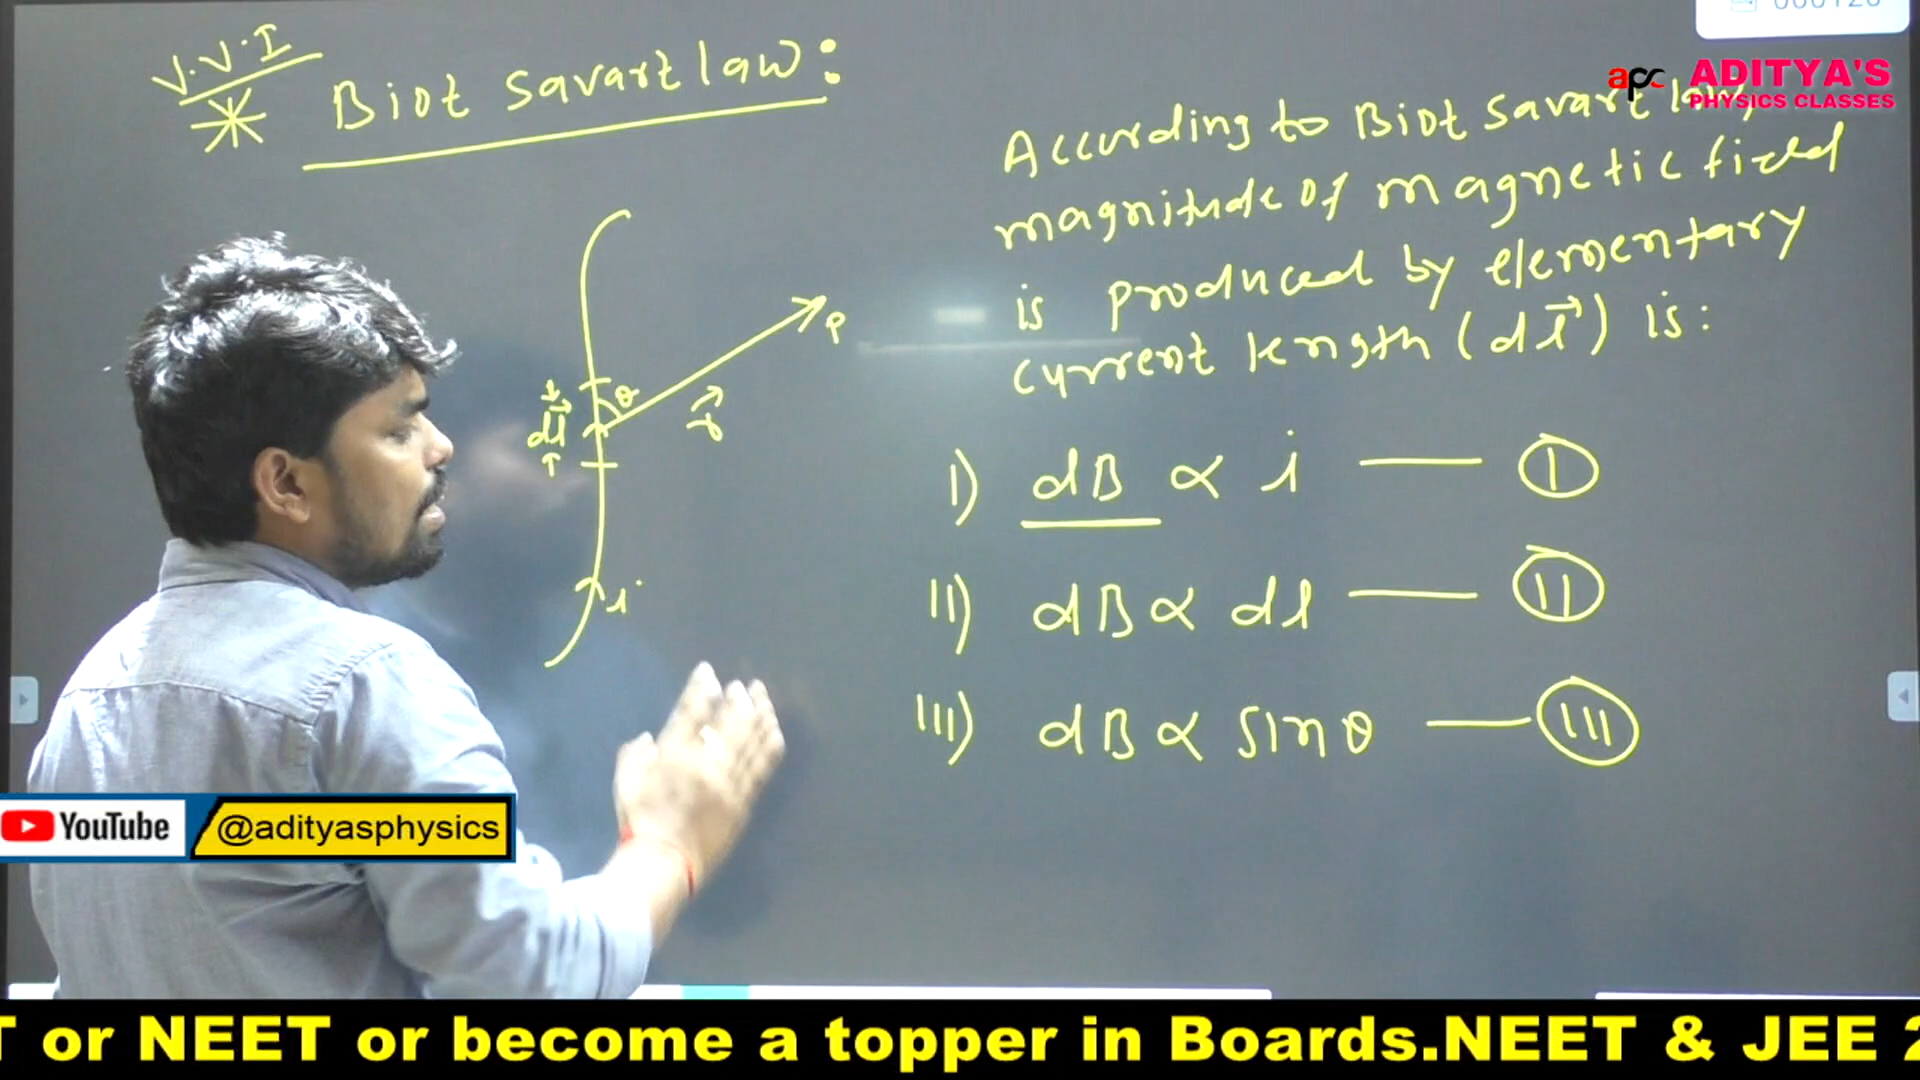 V.V.I
Biot Savart law:
According to Biot Savart law,
magnitude of magnetic field
is produced by elementary
current length (dl⃗) is:
I) dB ∝ i — I
II) dB ∝ dl — II
III) dB ∝ sinθ — III
P
θ
dl⃗
r⃗
i
apc ADITYA'S
PHYSICS CLASSES
YouTube @adityasphysics
T or NEET or become a topper in Boards.NEET & JEE 2